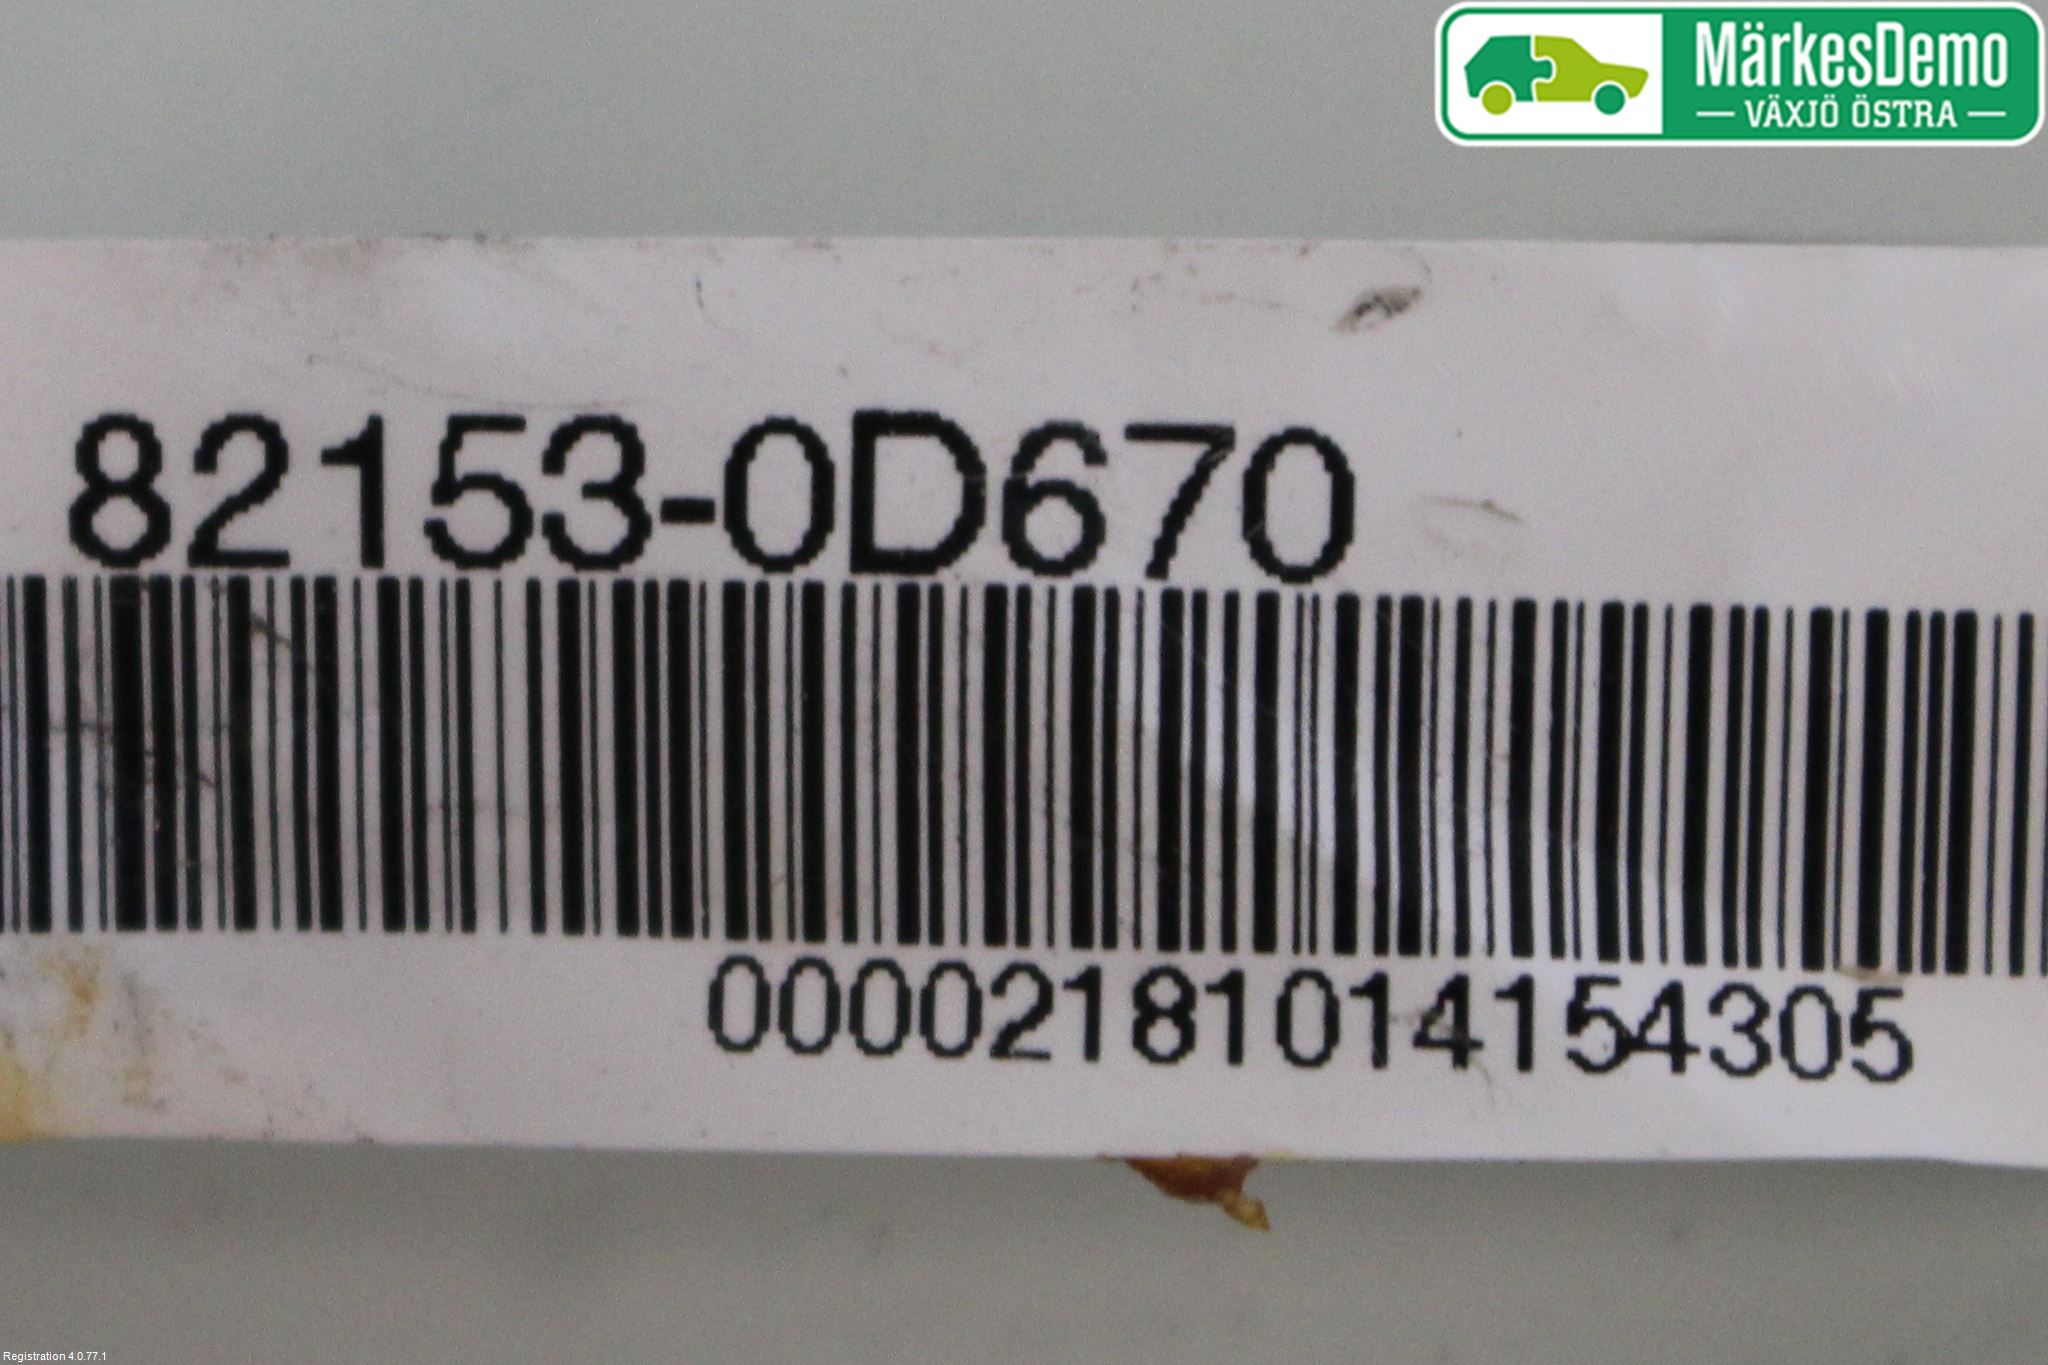 MärkesDemo
VÄXJÖ ÖSTRA
82153-0D670
00002181014154305
Registration 4.0.77.1